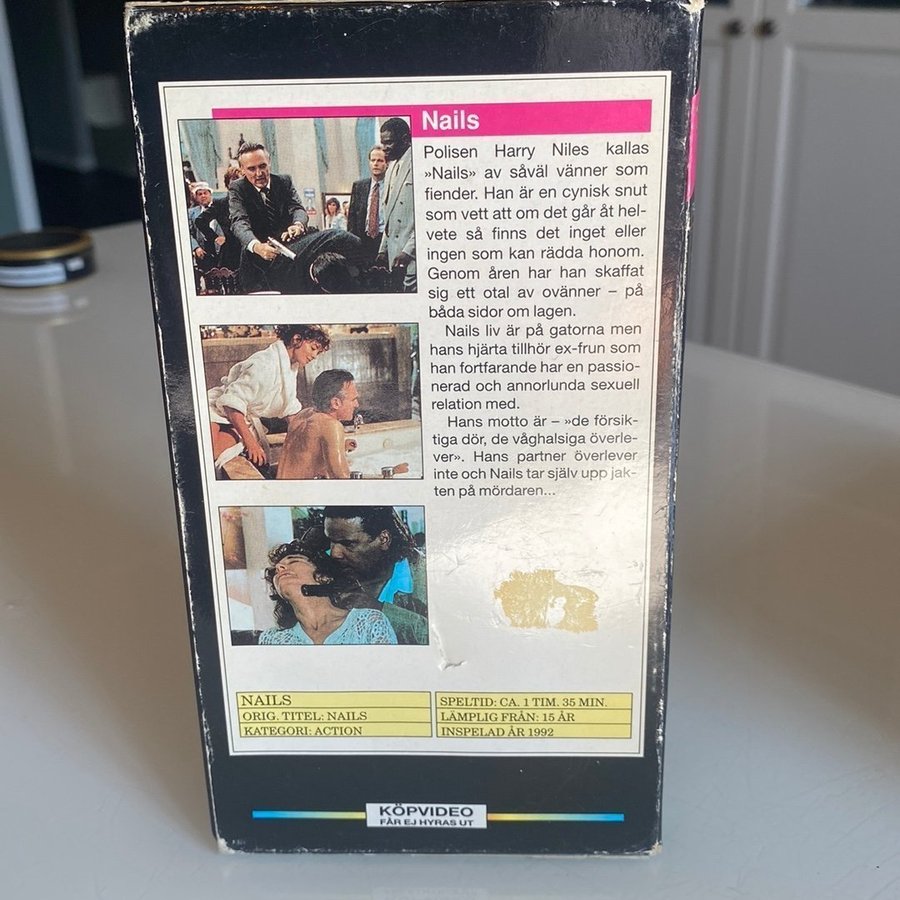 Nails
Polisen Harry Niles kallas
»Nails» av såväl vänner som
fiender. Han är en cynisk snut
som vett att om det går åt hel-
vete så finns det inget eller
ingen som kan rädda honom.
Genom åren har han skaffat
sig ett otal av ovänner – på
båda sidor om lagen.
Nails liv är på gatorna men
hans hjärta tillhör ex-frun som
han fortfarande har en passio-
nerad och annorlunda sexuell
relation med.
Hans motto är – »de försik-
tiga dör, de våghalsiga överle-
ver». Hans partner överlever
inte och Nails tar själv upp jak-
ten på mördaren...
NAILS
ORIG. TITEL: NAILS
KATEGORI: ACTION
SPELTID: CA. 1 TIM. 35 MIN.
LÄMPLIG FRÅN: 15 ÅR
INSPELAD ÅR 1992
KÖPVIDEO
FÅR EJ HYRAS UT